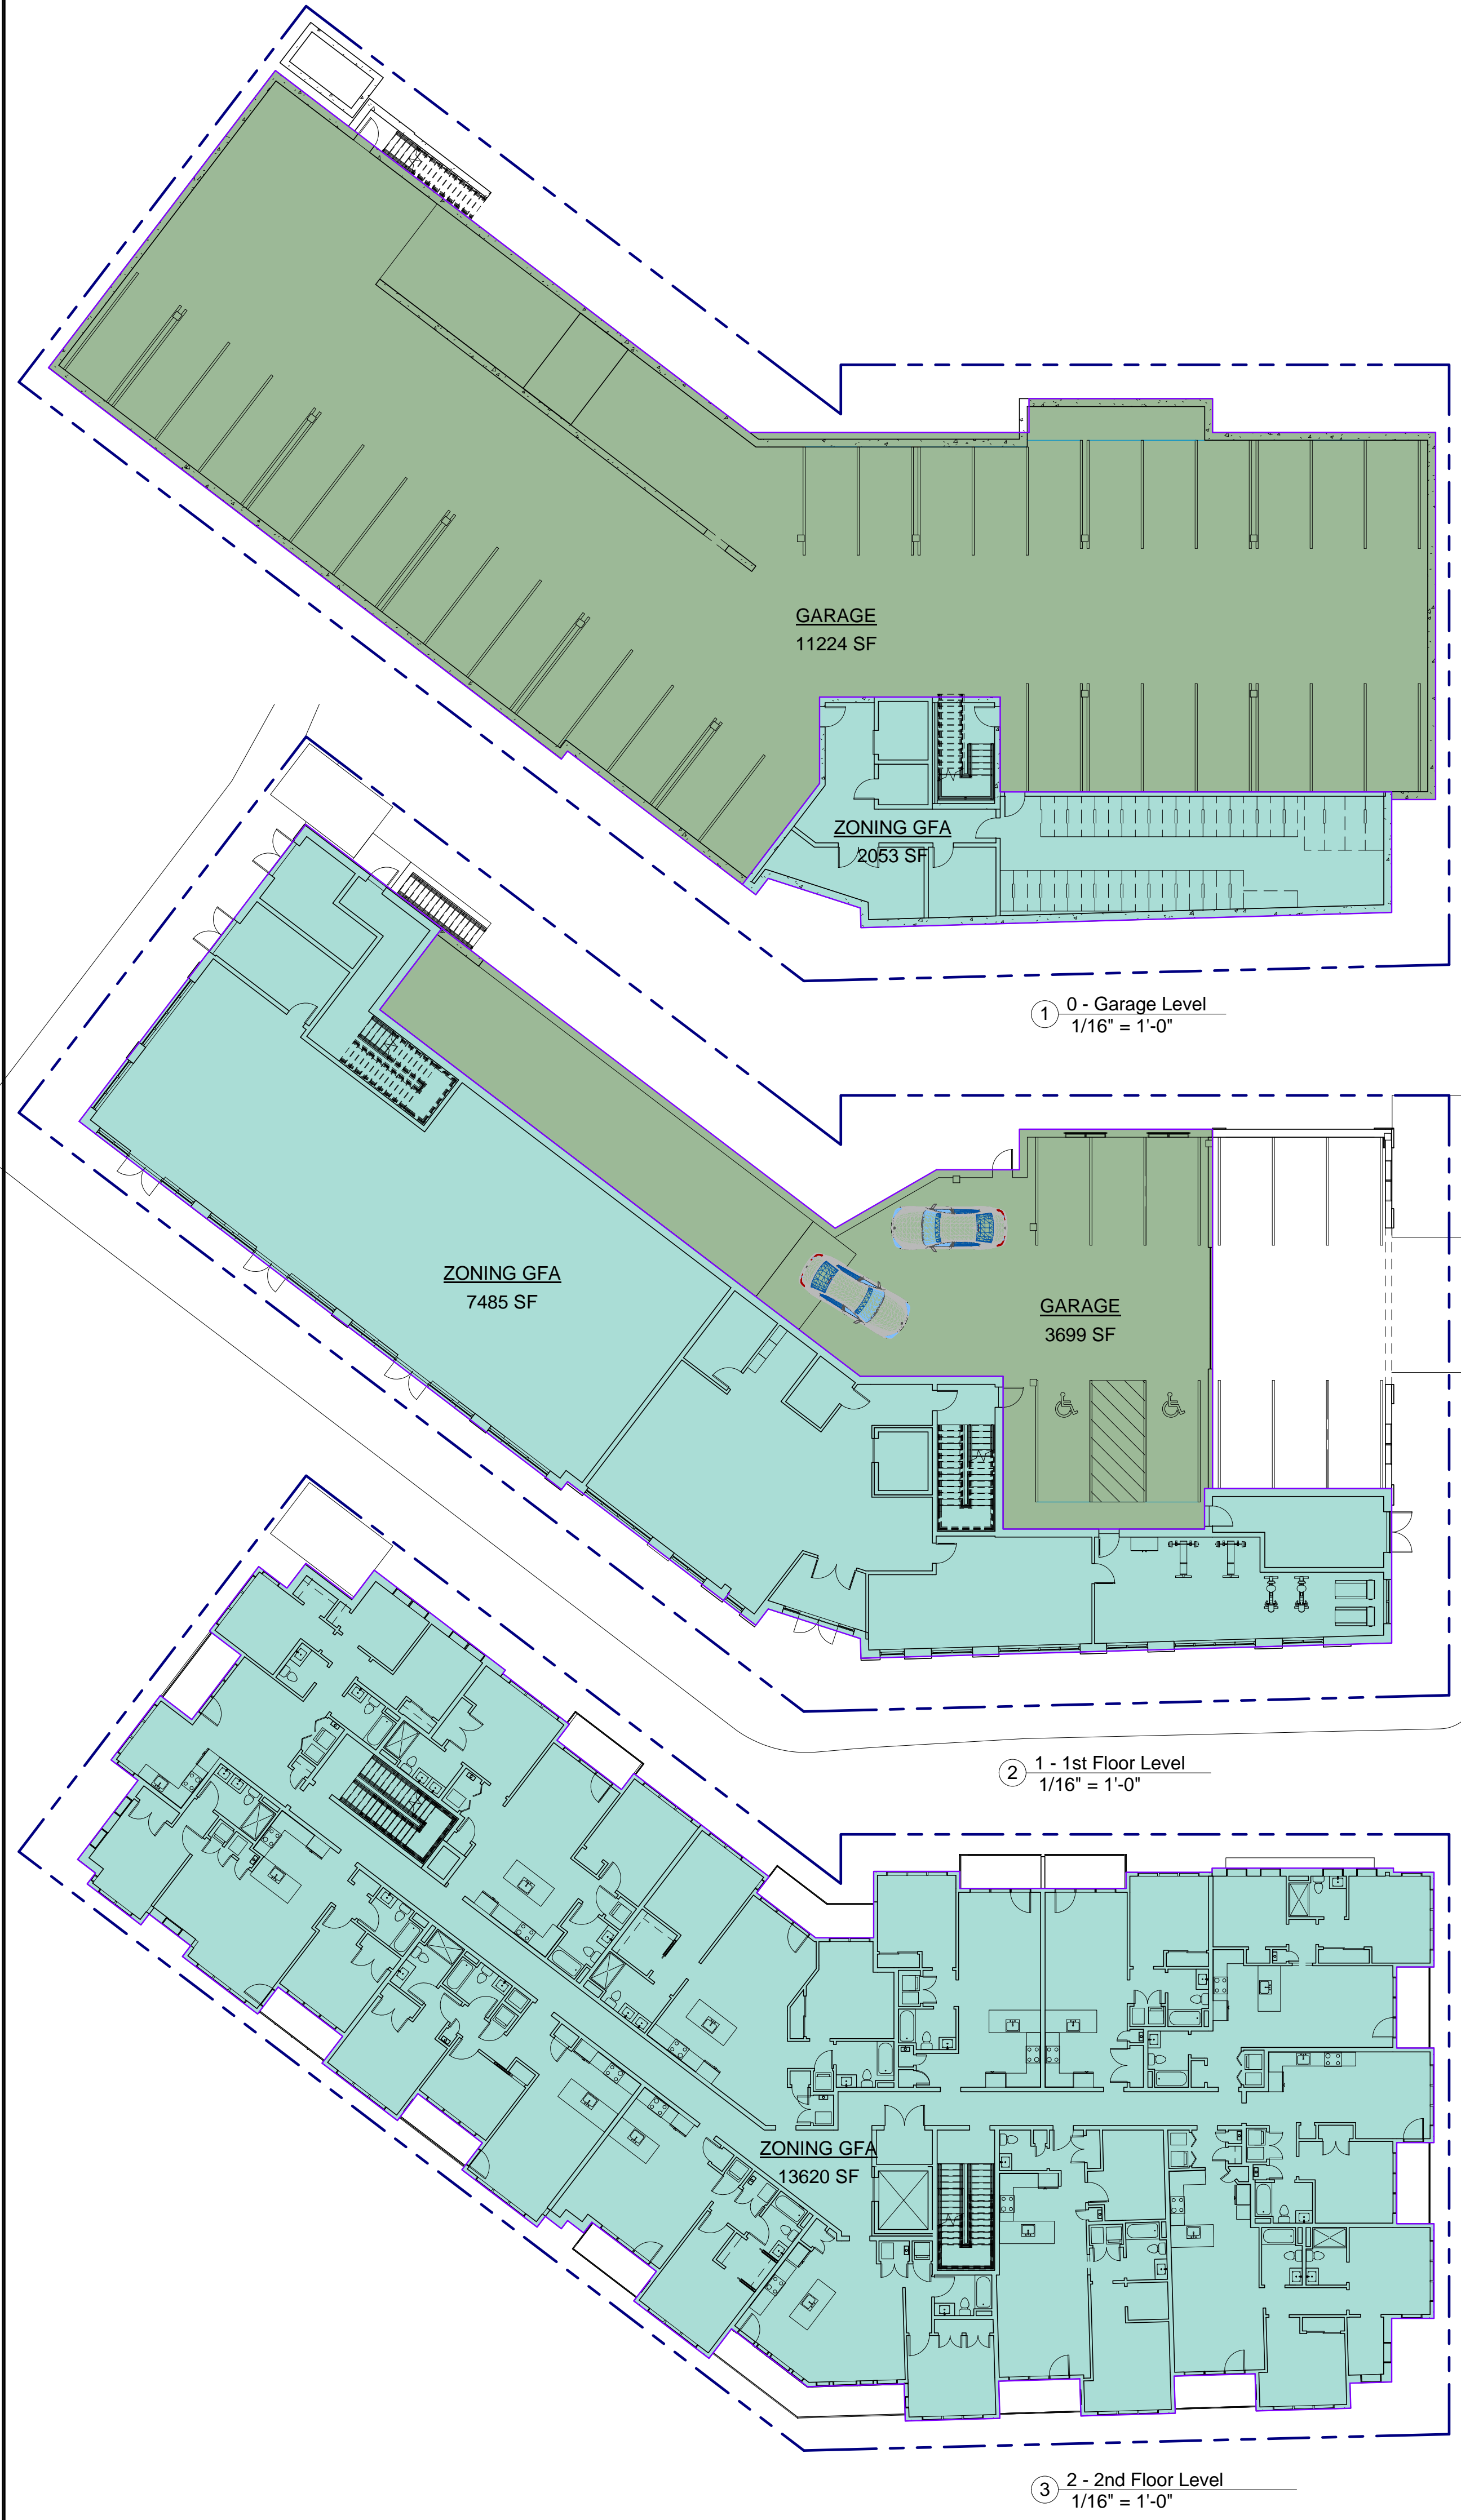 GARAGE
11224 SF
ZONING GFA
2053 SF
1
0 - Garage Level
1/16" = 1'-0"
ZONING GFA
7485 SF
GARAGE
3699 SF
2
1 - 1st Floor Level
1/16" = 1'-0"
ZONING GFA
13620 SF
3
2 - 2nd Floor Level
1/16" = 1'-0"